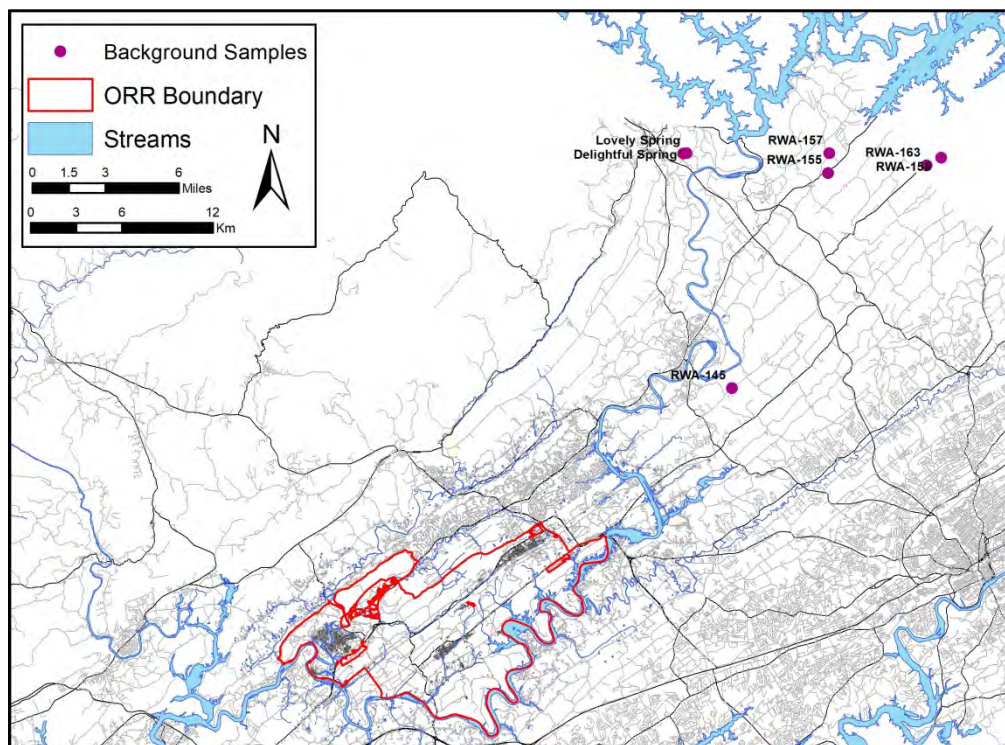 Background Samples
ORR Boundary
Streams
N
0 1.5 3 6
Miles
0 3 6 12
Km
Lovely Spring
Delightful Spring
RWA-157
RWA-155
RWA-163
RWA-145